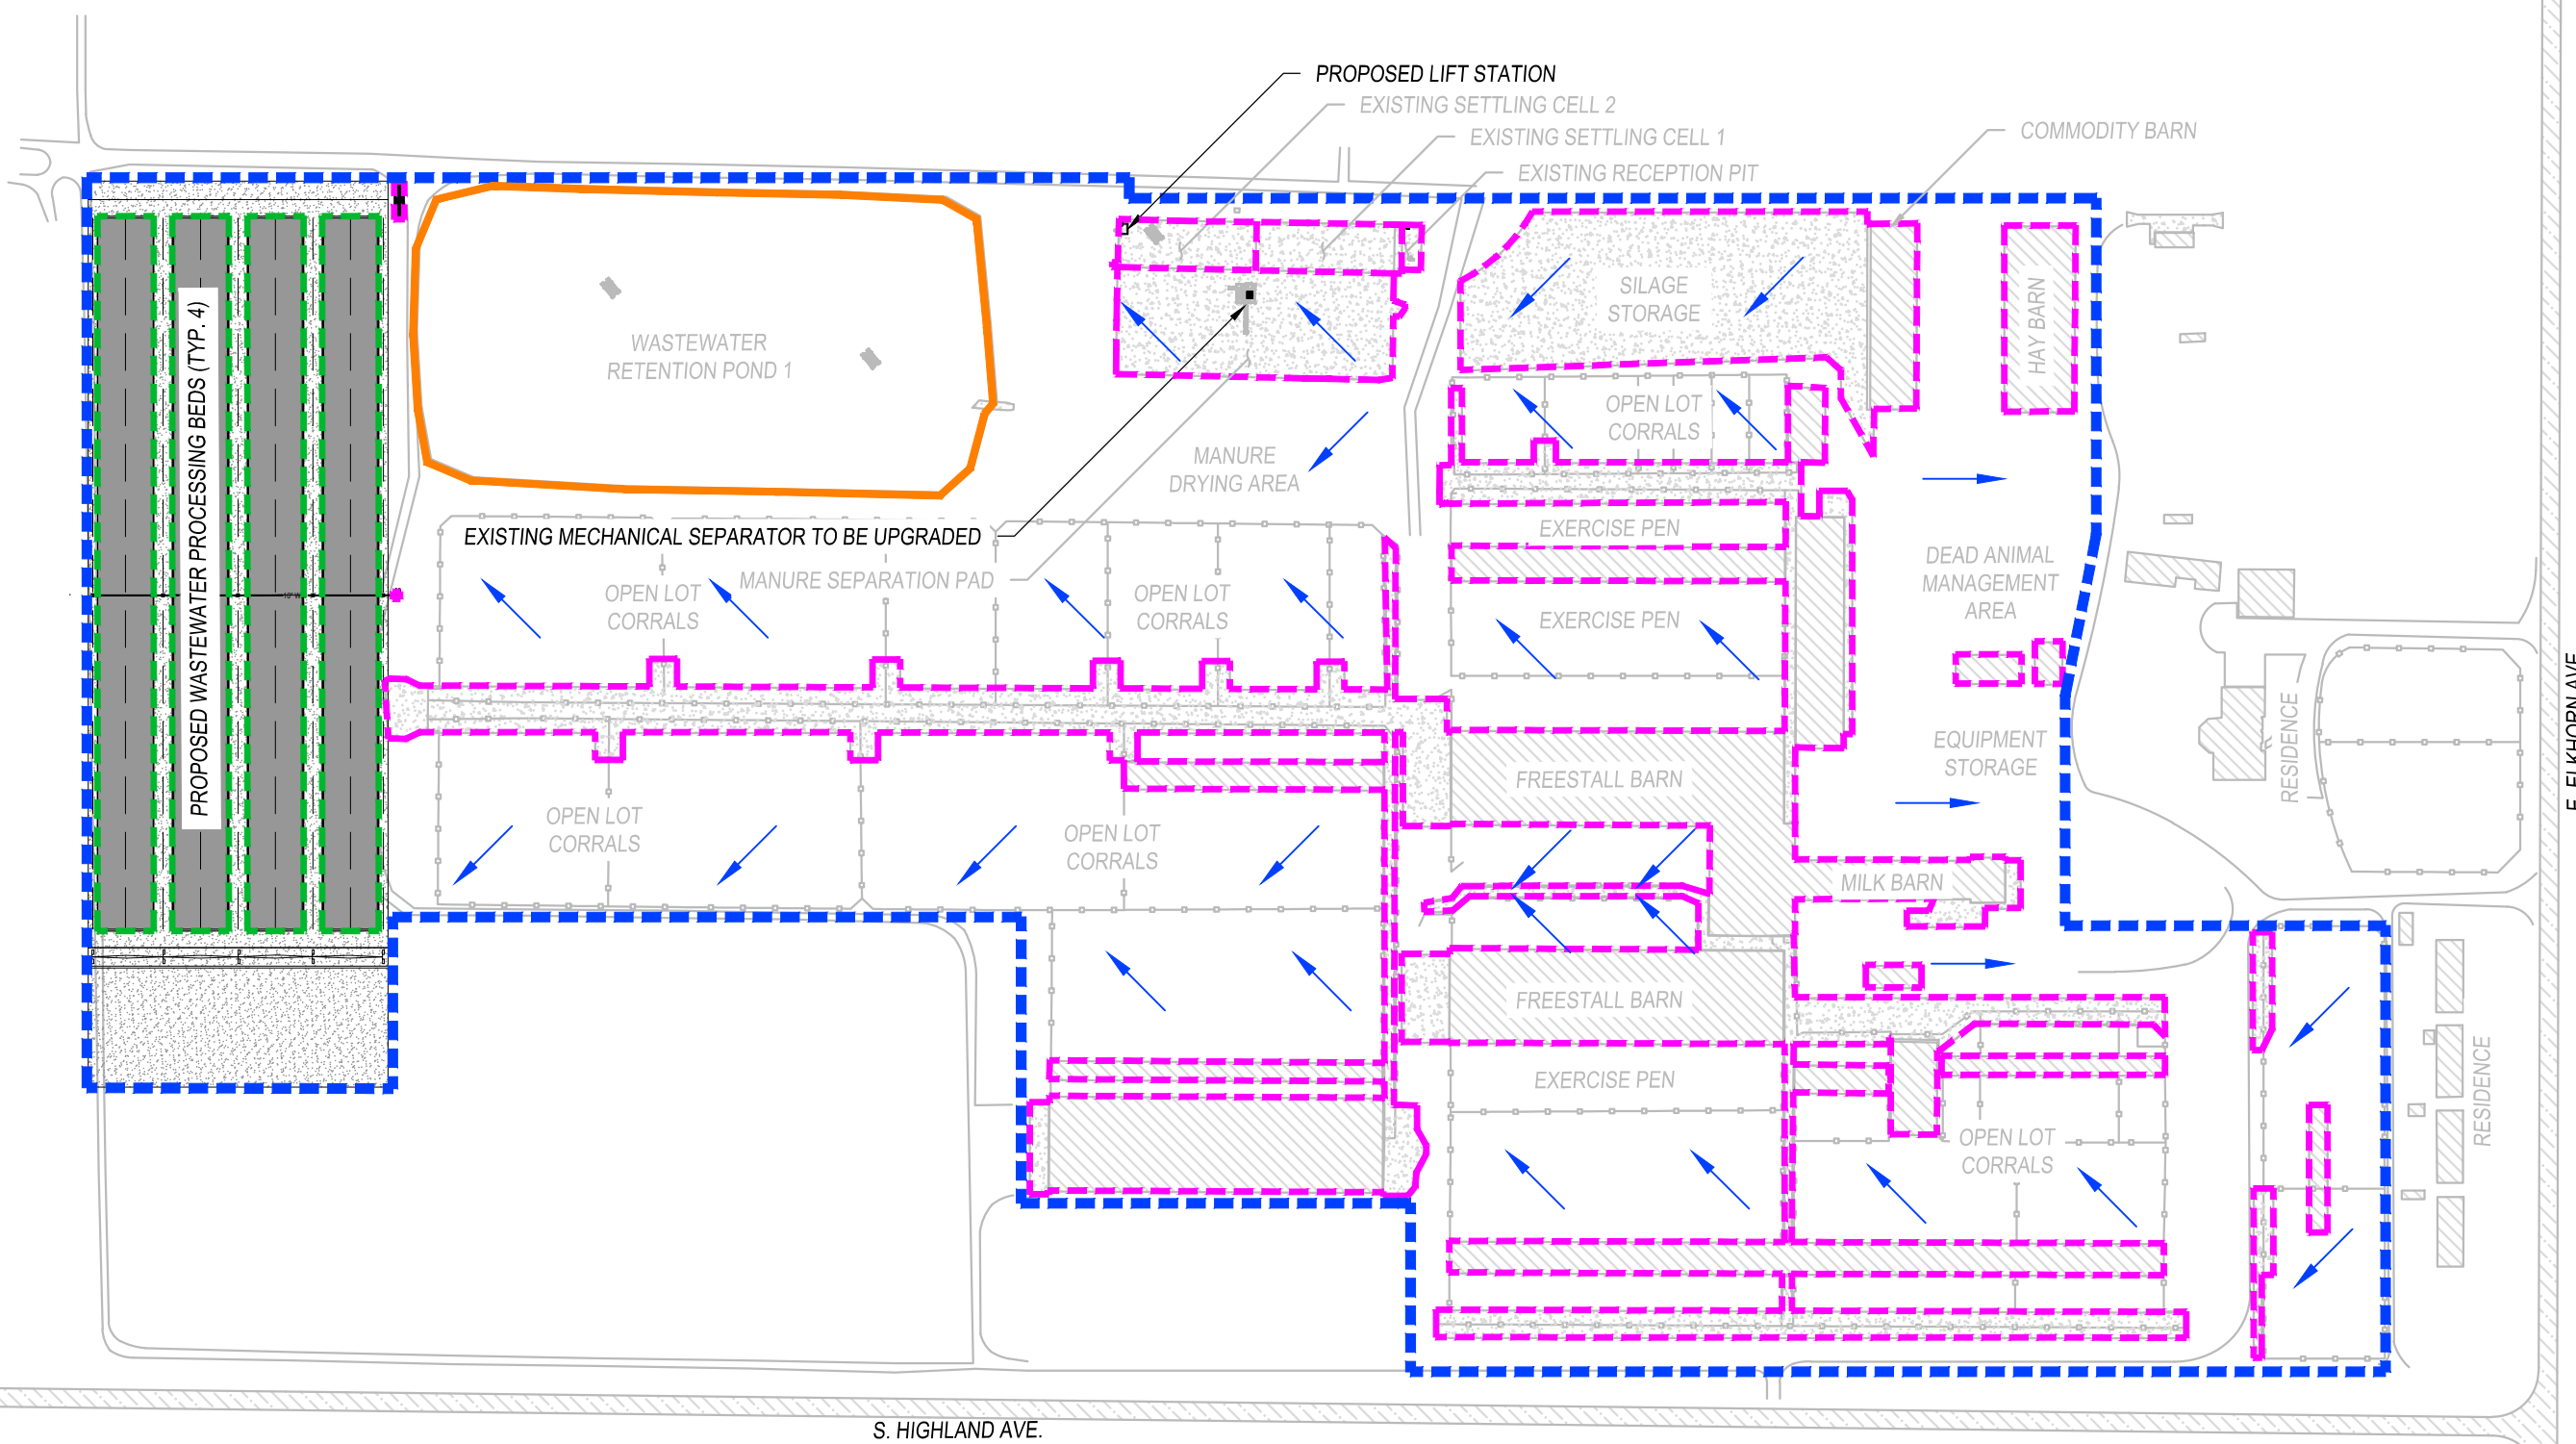 PROPOSED LIFT STATION
EXISTING SETTLING CELL 2
EXISTING SETTLING CELL 1
EXISTING RECEPTION PIT
COMMODITY BARN
PROPOSED WASTEWATER PROCESSING BEDS (TYP. 4)
WASTEWATER
RETENTION POND 1
SILAGE
STORAGE
HAY BARN
OPEN LOT
CORRALS
MANURE
DRYING AREA
EXISTING MECHANICAL SEPARATOR TO BE UPGRADED
MANURE SEPARATION PAD
EXERCISE PEN
OPEN LOT
CORRALS
OPEN LOT
CORRALS
EXERCISE PEN
DEAD ANIMAL
MANAGEMENT
AREA
EQUIPMENT
STORAGE
RESIDENCE
E. ELKHORN AVE.
FREESTALL BARN
OPEN LOT
CORRALS
OPEN LOT
CORRALS
MILK BARN
FREESTALL BARN
EXERCISE PEN
OPEN LOT
CORRALS
RESIDENCE
S. HIGHLAND AVE.